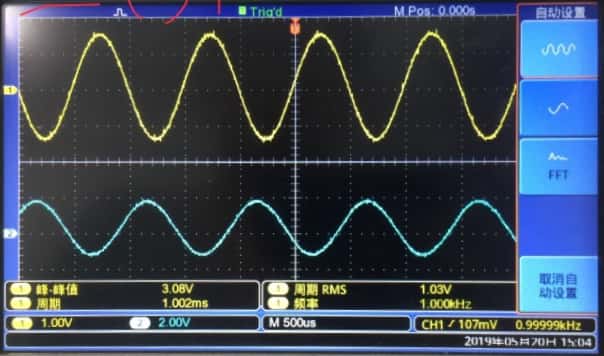 Trig'd M Pos: 0.000s 自动设置
1
2
FFT
取消自
动设置
1 峰-峰值 3.08V 1 周期 RMS 1.03V
1 周期 1.002ms 1 频率 1.000kHz
1 1.00V 2 2.00V M 500us CH1 / 107mV 0.99999kHz
2019年05月20日 15:04